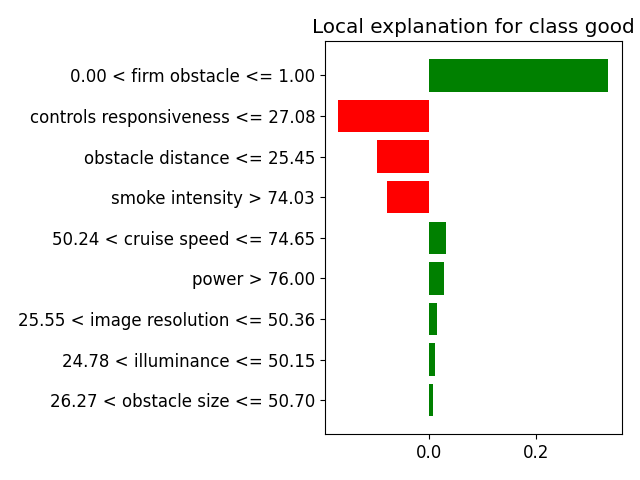 Local explanation for class good
0.00 < firm obstacle <= 1.00
controls responsiveness <= 27.08
obstacle distance <= 25.45
smoke intensity > 74.03
50.24 < cruise speed <= 74.65
power > 76.00
25.55 < image resolution <= 50.36
24.78 < illuminance <= 50.15
26.27 < obstacle size <= 50.70
0.0 0.2